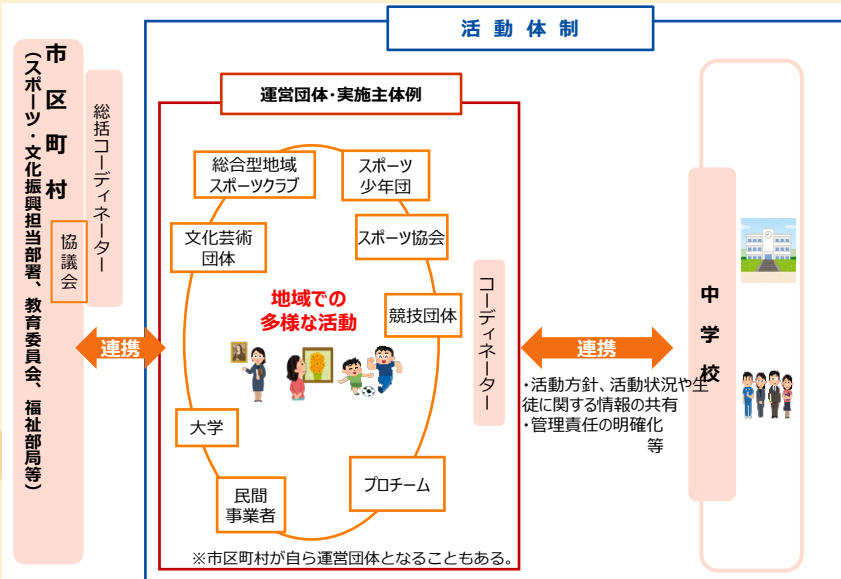 活動体制
市区町村
（スポーツ・文化振興担当部署、教育委員会、福祉部局等）
総括コーディネーター
協議会
連携
運営団体・実施主体例
総合型地域
スポーツクラブ
スポーツ
少年団
文化芸術
団体
スポーツ協会
地域での
多様な活動
競技団体
大学
民間
事業者
プロチーム
コーディネーター
※市区町村が自ら運営団体となることもある。
連携
・活動方針、活動状況や生
徒に関する情報の共有
・管理責任の明確化
等
中学校